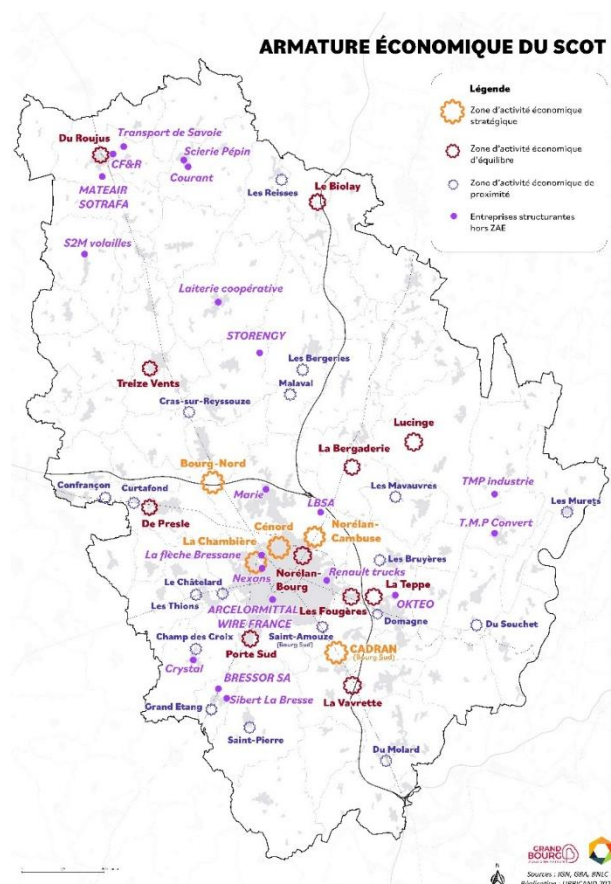 ARMATURE ÉCONOMIQUE DU SCOT
Légende
Zone d'activité économique
stratégique
Zone d'activité économique
d'équilibre
Zone d'activité économique de
proximité
Entreprises structurantes
hors ZAE
Du Roujus
Transport de Savoie
CF&R
Scierie Pépin
Courant
MATEAIR
SOTRAFA
Les Reisses
Le Biolay
S2M volailles
Laiterie coopérative
STORENGY
Les Bergeries
Malaval
Treize Vents
Cras-sur-Reyssouze
Lucinge
La Bergaderie
Bourg-Nord
Confrançon
Curtafond
Marie
Les Mavauvres
TMP industrie
Les Murets
De Presle
LBSA
Cénord
Norélan-
Cambuse
T.M.P Convert
La Chambière
La flèche Bressane
Nexans
Norélan-
Bourg
Les Bruyères
Renault trucks
Le Châtelard
Les Thions
La Teppe
OKTEO
ARCELORMITTAL
WIRE FRANCE
Les Fougères
Domagne
Du Souchet
Champ des Croix
Saint-Amouze
(Bourg Sud)
Porte Sud
CADRAN
(Bourg Sud)
Crystal
BRESSOR SA
Sibert La Bresse
La Vavrette
Grand Etang
Saint-Pierre
Du Molard
GRAND
BOURG
Sources : IGN, GBA, BNLC